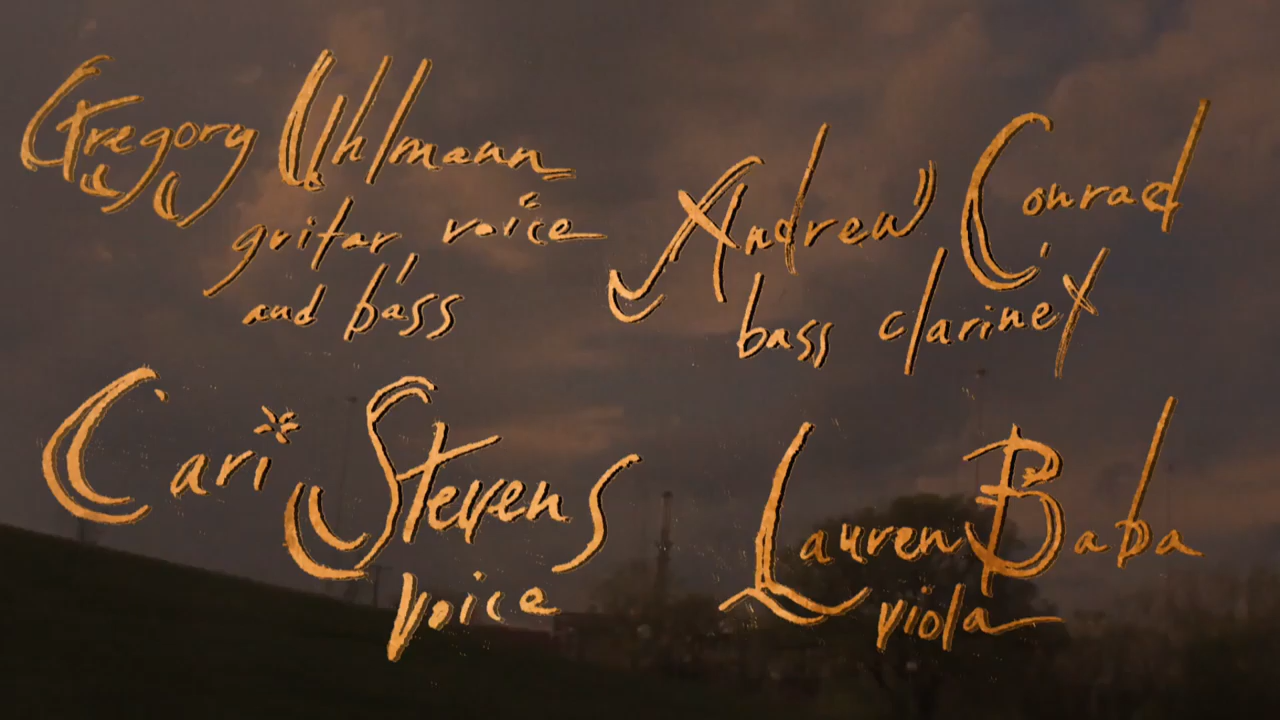 Gregory Uhlmann
guitar, voice
and bass
Andrew Conrad
bass clarinet
Cari Stevens
voice
Lauren Baba
viola